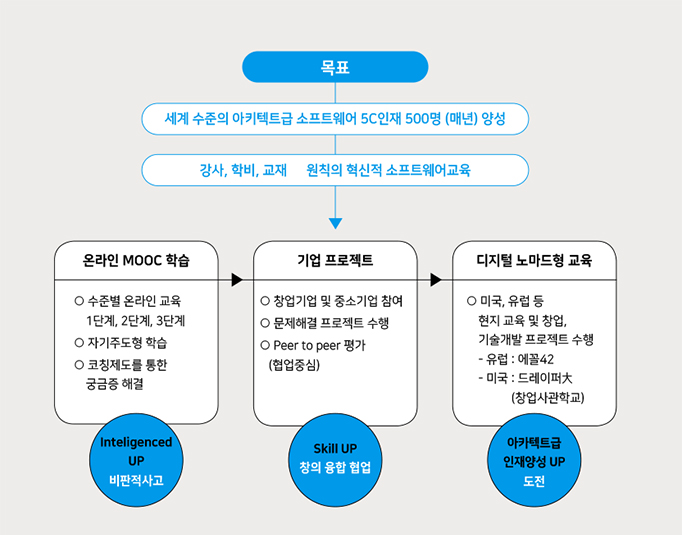 목표
세계 수준의 아키텍트급 소프트웨어 5C인재 500명 (매년) 양성
강사, 학비, 교재 원칙의 혁신적 소프트웨어교육
온라인 MOOC 학습
○ 수준별 온라인 교육
1단계, 2단계, 3단계
○ 자기주도형 학습
○ 코칭제도를 통한
궁금증 해결
Inteligenced
UP
비판적사고
기업 프로젝트
○ 창업기업 및 중소기업 참여
○ 문제해결 프로젝트 수행
○ Peer to peer 평가
(협업중심)
Skill UP
창의 융합 협업
디지털 노마드형 교육
○ 미국, 유럽 등
현지 교육 및 창업,
기술개발 프로젝트 수행
- 유럽 : 에꼴42
- 미국 : 드레이퍼大
(창업사관학교)
아카텍트급
인재양성 UP
도전